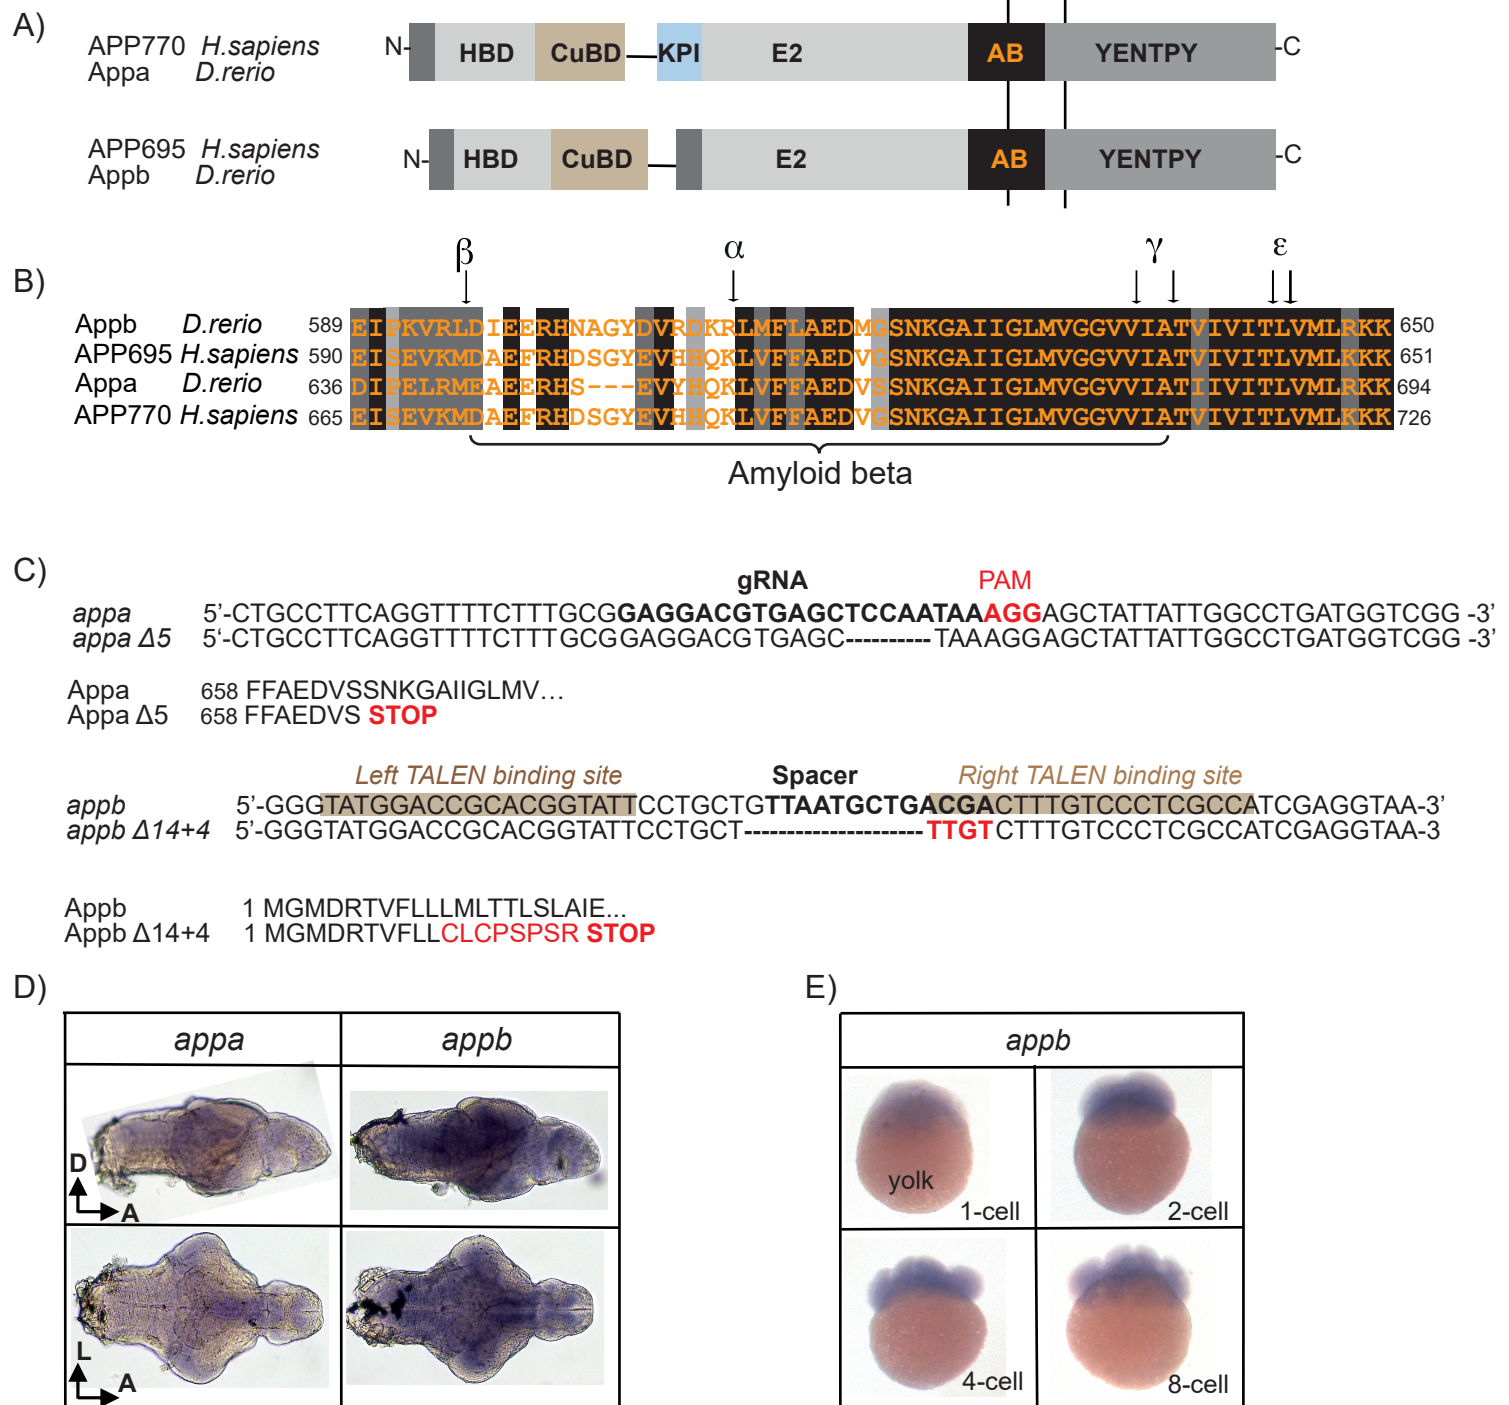 A)
APP770 H.sapiens
Appa D.rerio
N- HBD CuBD KPI E2 AB YENTPY -C
APP695 H.sapiens
Appb D.rerio
N- HBD CuBD E2 AB YENTPY -C
β α γ ε
B)
Appb D.rerio 589 EIPKVRLDIEERHNAGYDVRDKRLMFLAEDMGSNKGAIIGLMVGGVVIATVIVITLVMLRKK 650
APP695 H.sapiens 590 EISEVKMDAEFRHDSGYEVHHQKLVFFAEDVGSNKGAIIGLMVGGVVIATVIVITLVMLKKK 651
Appa D.rerio 636 DIPELRMEAEERHS---EVYHQKLVFFAEDVSSNKGAIIGLMVGGVVIATVIVITLVMLRKK 694
APP770 H.sapiens 665 EISEVKMDAEFRHDSGYEVHHQKLVFFAEDVGSNKGAIIGLMVGGVVIATVIVITLVMLKKK 726
Amyloid beta
C)
gRNA PAM
appa 5’-CTGCCTTCAGGTTTTCTTTGCGGAGGACGTGAGCTCCAATAAAGGAGCTATTATTGGCCTGATGGTCGG -3’
appa Δ5 5‘-CTGCCTTCAGGTTTTCTTTGCGGAGGACGTGAGC----------TAAAGGAGCTATTATTGGCCTGATGGTCGG -3’
Appa 658 FFAEDVSSNKGAIIGLMV...
Appa Δ5 658 FFAEDVS STOP
Left TALEN binding site Spacer Right TALEN binding site
appb 5’-GGGTATGGACCGCACGGTATTCCTGCTGTTAATGCTGACGACTTTGTCCCTCGCCATCGAGGTAA-3’
appb Δ14+4 5’-GGGTATGGACCGCACGGTATTCCTGCT---------------------TTGTCTTTGTCCCTCGCCATCGAGGTAA-3
Appb 1 MGMDRTVFLLLMLTTLSLAIE...
Appb Δ14+4 1 MGMDRTVFLLCLCPSPSR STOP
D)
appa appb
D
A
L
A
E)
appb
yolk
1-cell 2-cell
4-cell 8-cell